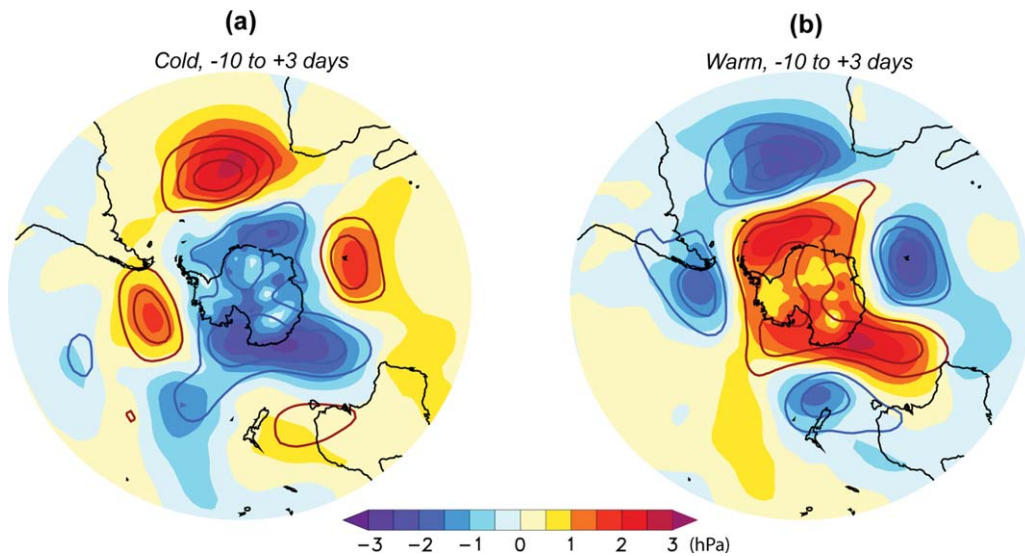 (a)
Cold, -10 to +3 days
(b)
Warm, -10 to +3 days
−3 −2 −1 0 1 2 3 (hPa)